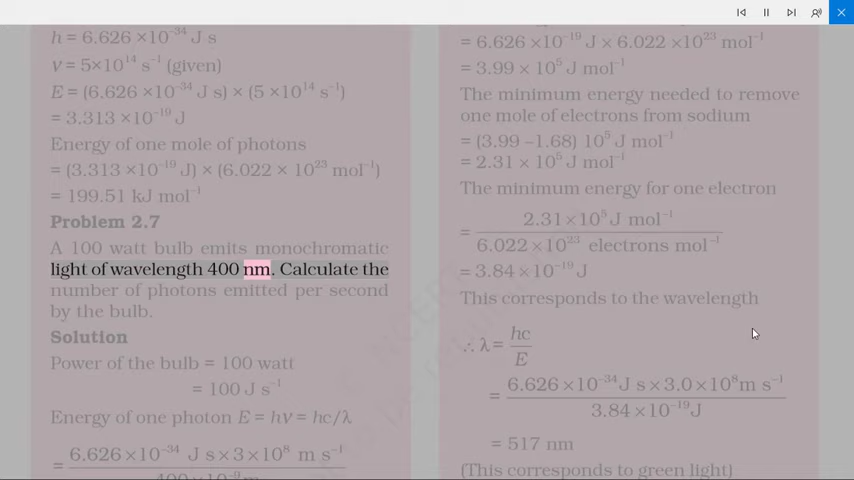 h = 6.626 ×10⁻³⁴ J s
ν = 5×10¹⁴ s⁻¹ (given)
E = (6.626 ×10⁻³⁴ J s) × (5 ×10¹⁴ s⁻¹)
= 3.313 ×10⁻¹⁹ J
Energy of one mole of photons
= (3.313 ×10⁻¹⁹ J) × (6.022 × 10²³ mol⁻¹)
= 199.51 kJ mol⁻¹
Problem 2.7
A 100 watt bulb emits monochromatic
light of wavelength 400 nm. Calculate the
number of photons emitted per second
by the bulb.
Solution
Power of the bulb = 100 watt
= 100 J s⁻¹
Energy of one photon E = hν = hc/λ
= 6.626 ×10⁻³⁴ J s×3×10⁸ m s⁻¹
400 ×10⁻⁹ m
= 6.626 ×10⁻¹⁹ J × 6.022 ×10²³ mol⁻¹
= 3.99 × 10⁵ J mol⁻¹
The minimum energy needed to remove
one mole of electrons from sodium
= (3.99 –1.68) 10⁵ J mol⁻¹
= 2.31 × 10⁵ J mol⁻¹
The minimum energy for one electron
2.31×10⁵ J mol⁻¹
=
6.022×10²³ electrons mol⁻¹
= 3.84 ×10⁻¹⁹ J
This corresponds to the wavelength
hc
∴ λ =
E
6.626 ×10⁻³⁴ J s×3.0×10⁸ m s⁻¹
=
3.84 ×10⁻¹⁹ J
= 517 nm
(This corresponds to green light)